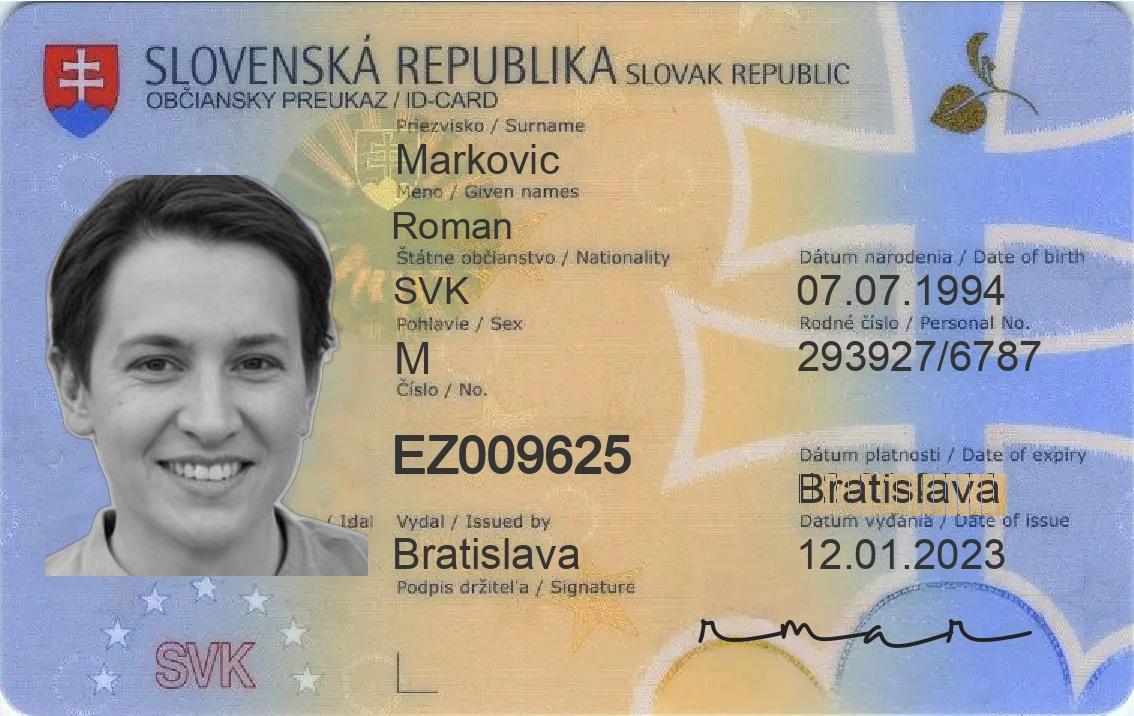 SLOVENSKÁ REPUBLIKA SLOVAK REPUBLIC
OBČIANSKY PREUKAZ / ID-CARD
Priezvisko / Surname
Markovic
Meno / Given names
Roman
Štátne občianstvo / Nationality
SVK
Dátum narodenia / Date of birth
07.07.1994
Pohlavie / Sex
M
Rodné číslo / Personal No.
293927/6787
Číslo / No.
EZ009625
Dátum platnosti / Date of expiry
Bratislava
Vydal / Issued by
Bratislava
Dátum vydania / Date of issue
12.01.2023
Podpis držiteľa / Signature
rmar
SVK